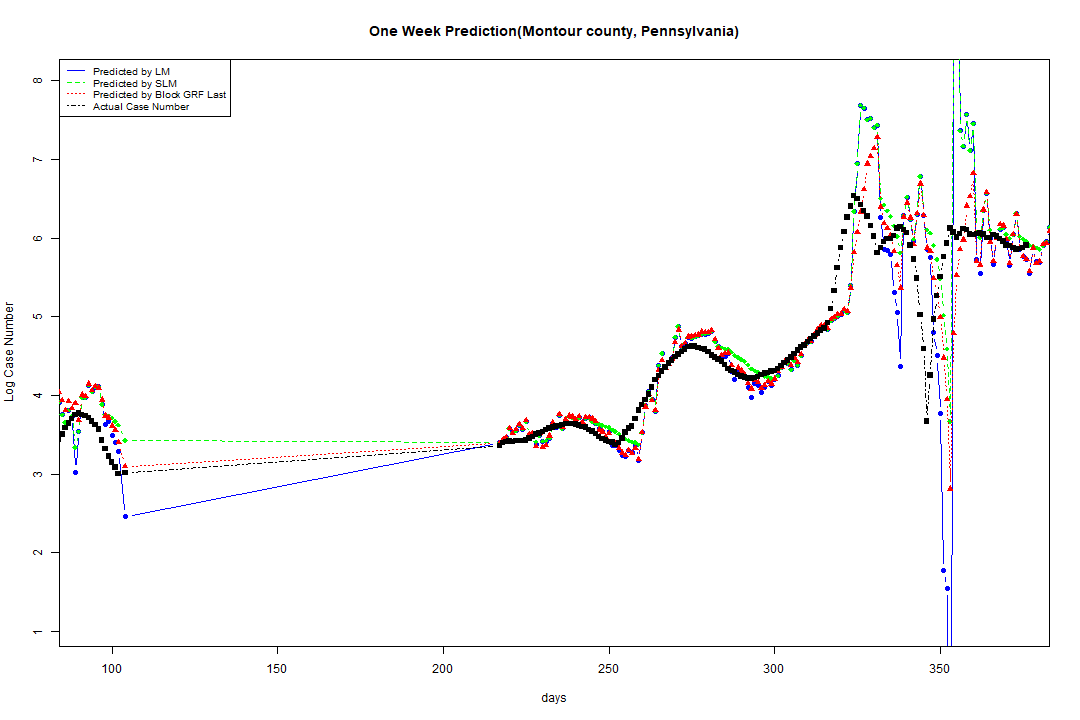 One Week Prediction(Montour county, Pennsylvania)
Predicted by LM
Predicted by SLM
Predicted by Block GRF Last
Actual Case Number
Log Case Number
8
7
6
5
4
3
2
1
100 150 200 250 300 350
days